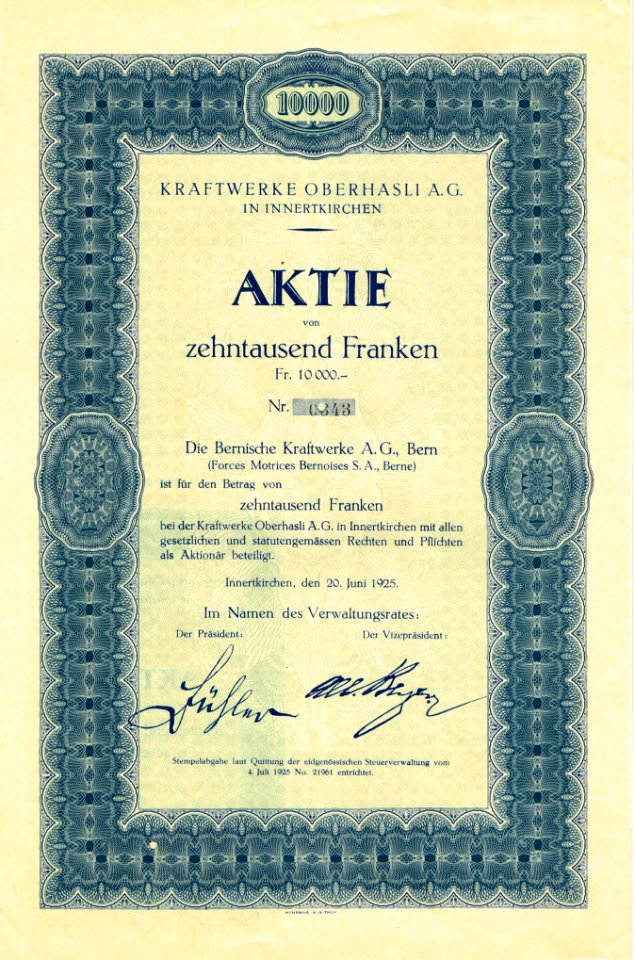 10000
KRAFTWERKE OBERHASLI A.G.
IN INNERTKIRCHEN
AKTIE
von
zehntausend Franken
Fr. 10 000.–
Nr. 0343
Die Bernische Kraftwerke A. G., Bern
(Forces Motrices Bernoises S. A., Berne)
ist für den Betrag von
zehntausend Franken
bei der Kraftwerke Oberhasli A.G. in Innertkirchen mit allen
gesetzlichen und statutengemässen Rechten und Pflichten
als Aktionär beteiligt.
Innertkirchen, den 20. Juni 1925.
Im Namen des Verwaltungsrates:
Der Präsident: Der Vizepräsident:
Bühler
Stempelabgabe laut Quittung der eidgenössischen Steuerverwaltung vom
4. Juli 1925 No. 21961 entrichtet.